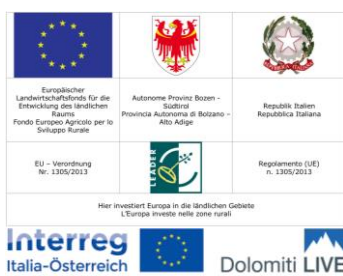 Europäischer
Landwirtschaftsfonds für die
Entwicklung des ländlichen
Raums
Fondo Europeo Agricolo per lo
Sviluppo Rurale
Autonome Provinz Bozen -
Südtirol
Provincia Autonoma di Bolzano –
Alto Adige
Republik Italien
Repubblica Italiana
EU – Verordnung
Nr. 1305/2013
LEADER
Regolamento (UE)
n. 1305/2013
Hier investiert Europa in die ländlichen Gebiete
L'Europa investe nelle zone rurali
Interreg
Italia-Österreich
Dolomiti LIVE